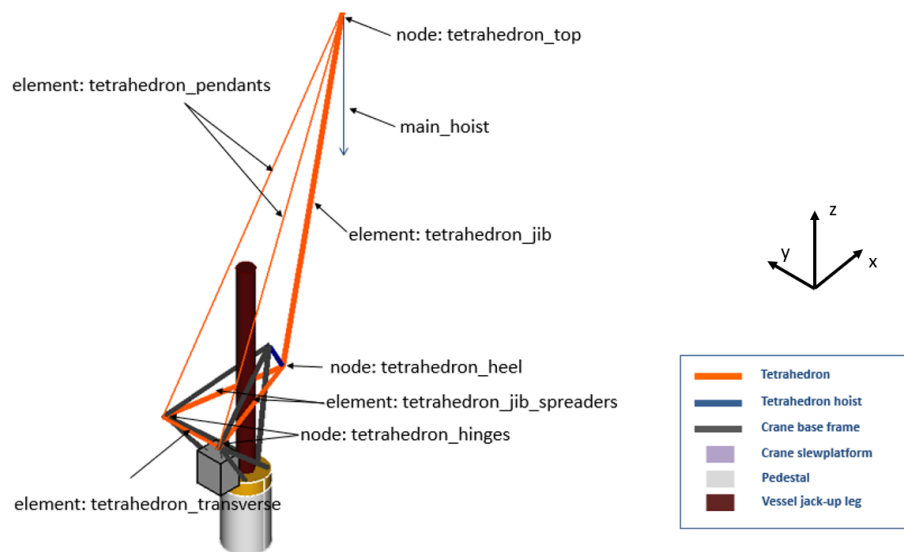 node: tetrahedron_top
element: tetrahedron_pendants
main_hoist
element: tetrahedron_jib
z
y
x
node: tetrahedron_heel
element: tetrahedron_jib_spreaders
node: tetrahedron_hinges
element: tetrahedron_transverse
Tetrahedron
Tetrahedron hoist
Crane base frame
Crane slewplatform
Pedestal
Vessel jack-up leg